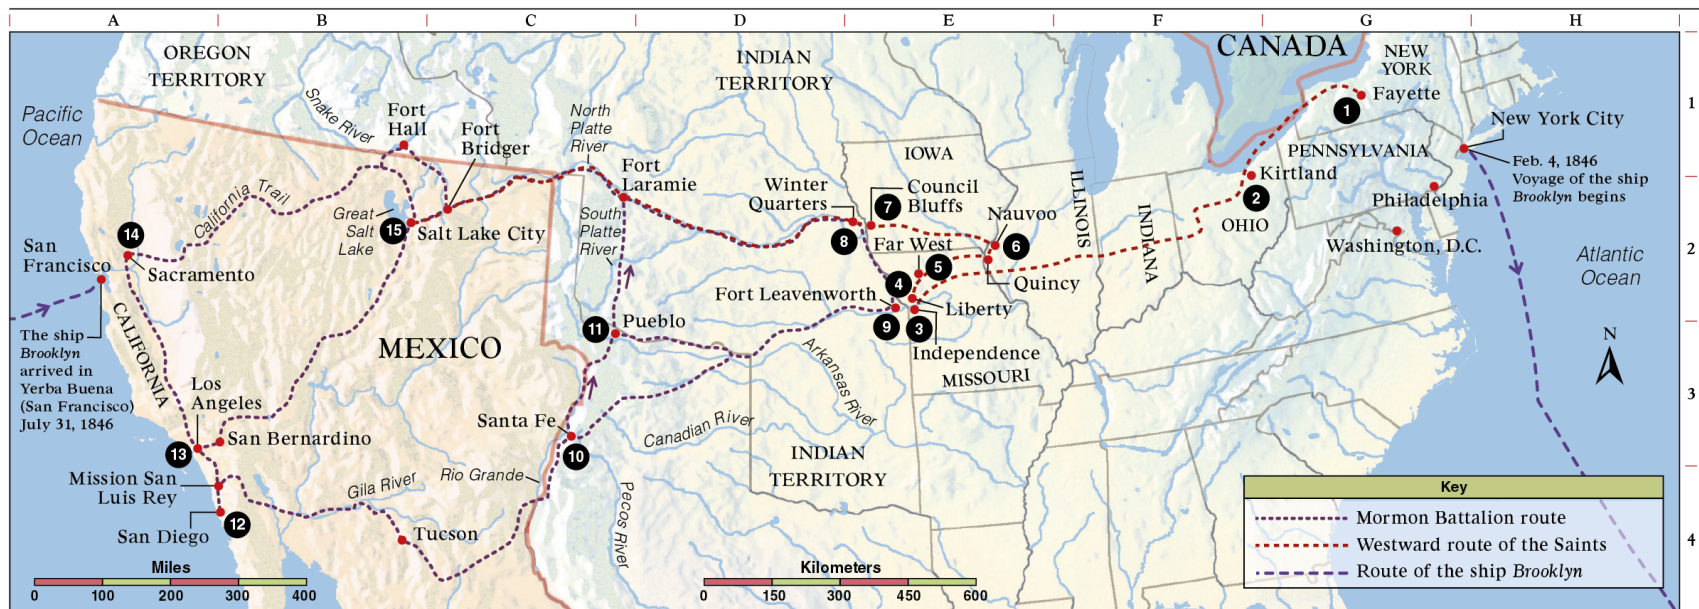 A B C D E F G H
1
2
3
4
OREGON
TERRITORY
INDIAN
TERRITORY
CANADA
NEW
YORK
Pacific
Ocean
Snake River
Fort
Hall
Fort
Bridger
North
Platte
River
Fort
Laramie
IOWA
Fayette
1
New York City
PENNSYLVANIA
Feb. 4, 1846
Voyage of the ship
Brooklyn begins
Kirtland
2
OHIO
Philadelphia
Washington, D.C.
Atlantic
Ocean
California Trail
Great
Salt
Lake
15
Salt Lake City
South
Platte
River
Winter
Quarters
8
7
Council
Bluffs
Nauvoo
6
ILLINOIS
INDIANA
Far West
5
4
Quincy
Fort Leavenworth
Liberty
9
3
Independence
MISSOURI
14
San
Francisco
Sacramento
CALIFORNIA
The ship
Brooklyn
arrived in
Yerba Buena
(San Francisco)
July 31, 1846
MEXICO
11
Pueblo
Arkansas River
Los
Angeles
San Bernardino
13
Santa Fe
10
Canadian River
INDIAN
TERRITORY
Mission San
Luis Rey
Gila River
Rio Grande
Pecos River
San Diego
12
Tucson
N
Miles
0 100 200 300 400
Kilometers
0 150 300 450 600
Key
Mormon Battalion route
Westward route of the Saints
Route of the ship Brooklyn